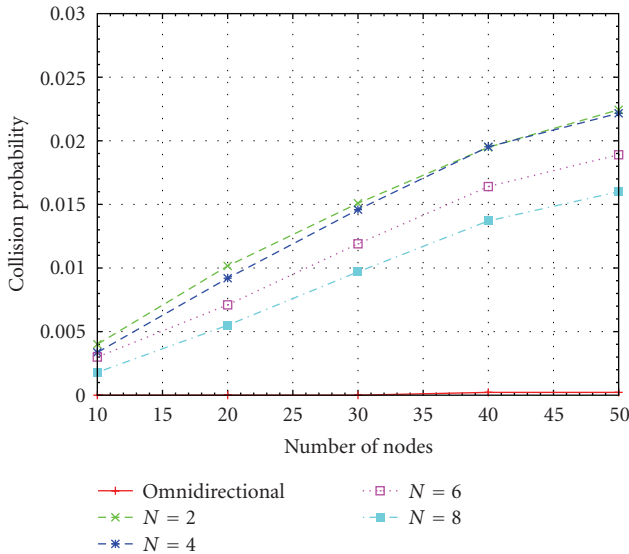 0.03
0.025
0.02
0.015
0.01
0.005
0
Collision probability
10 15 20 25 30 35 40 45 50
Number of nodes
Omnidirectional
N = 2
N = 4
N = 6
N = 8